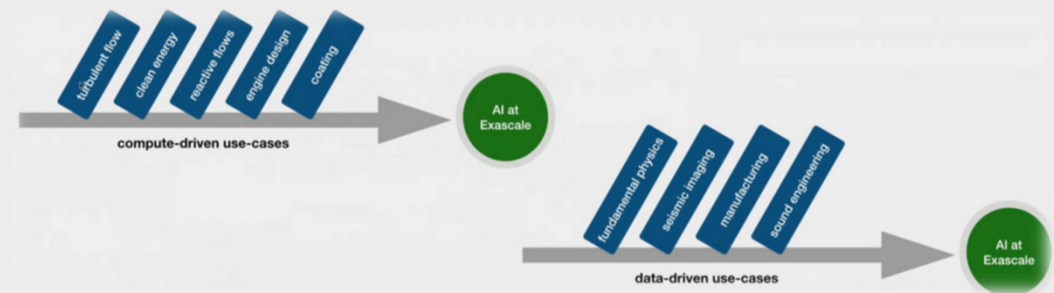 turbulent flow
clean energy
reactive flows
engine design
coating
compute-driven use-cases
AI at
Exascale
fundamental physics
seismic imaging
manufacturing
sound engineering
data-driven use-cases
AI at
Exascale